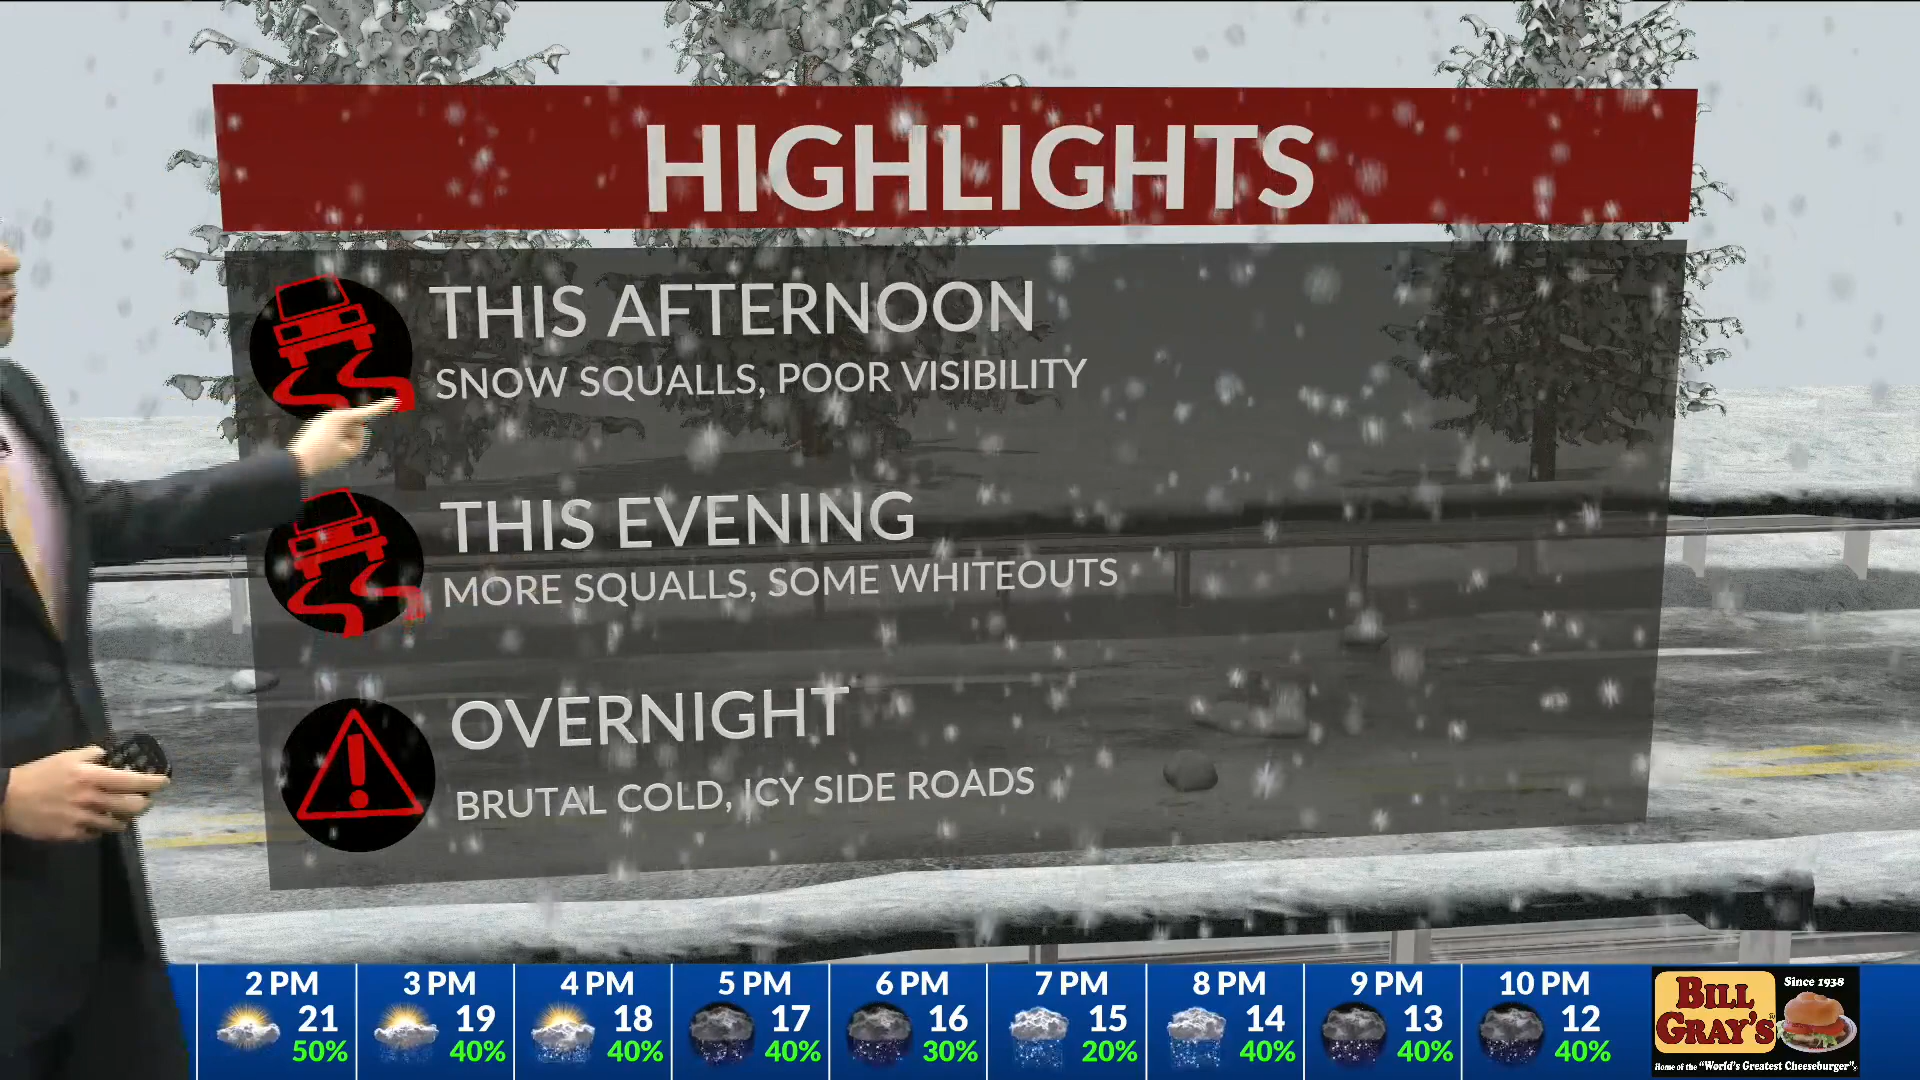 HIGHLIGHTS
THIS AFTERNOON
SNOW SQUALLS, POOR VISIBILITY
THIS EVENING
MORE SQUALLS, SOME WHITEOUTS
OVERNIGHT
BRUTAL COLD, ICY SIDE ROADS
2 PM
21
50%
3 PM
19
40%
4 PM
18
40%
5 PM
17
40%
6 PM
16
30%
7 PM
15
20%
8 PM
14
40%
9 PM
13
40%
10 PM
12
40%
BILL
GRAY'S
Since 1938
Home of the "World's Greatest Cheeseburger"